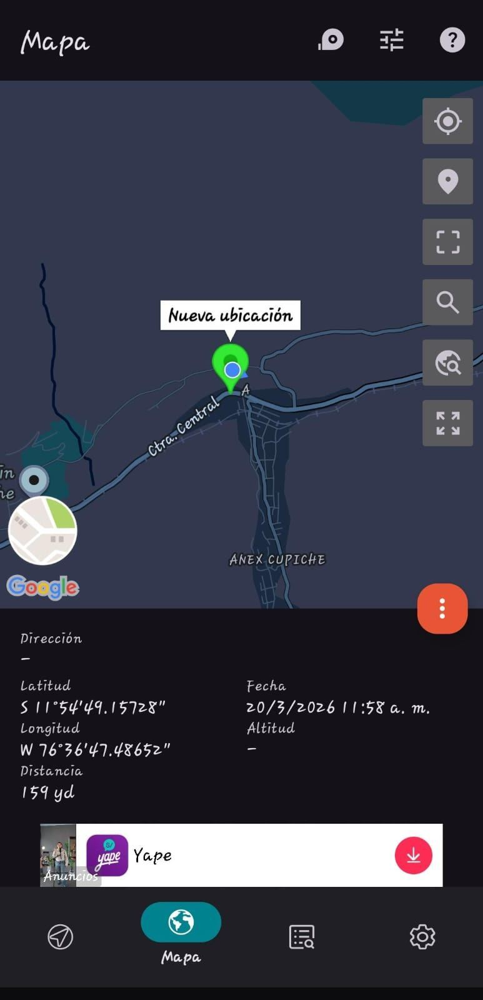 Mapa
Nueva ubicación
A
Ctra. Central
ANEX CUPICHE
Google
Dirección
–
Latitud
S 11°54'49.15728"
Fecha
20/3/2026 11:58 a. m.
Longitud
W 76°36'47.48652"
Altitud
–
Distancia
159 yd
S/
yape
Yape
Anuncios
Mapa